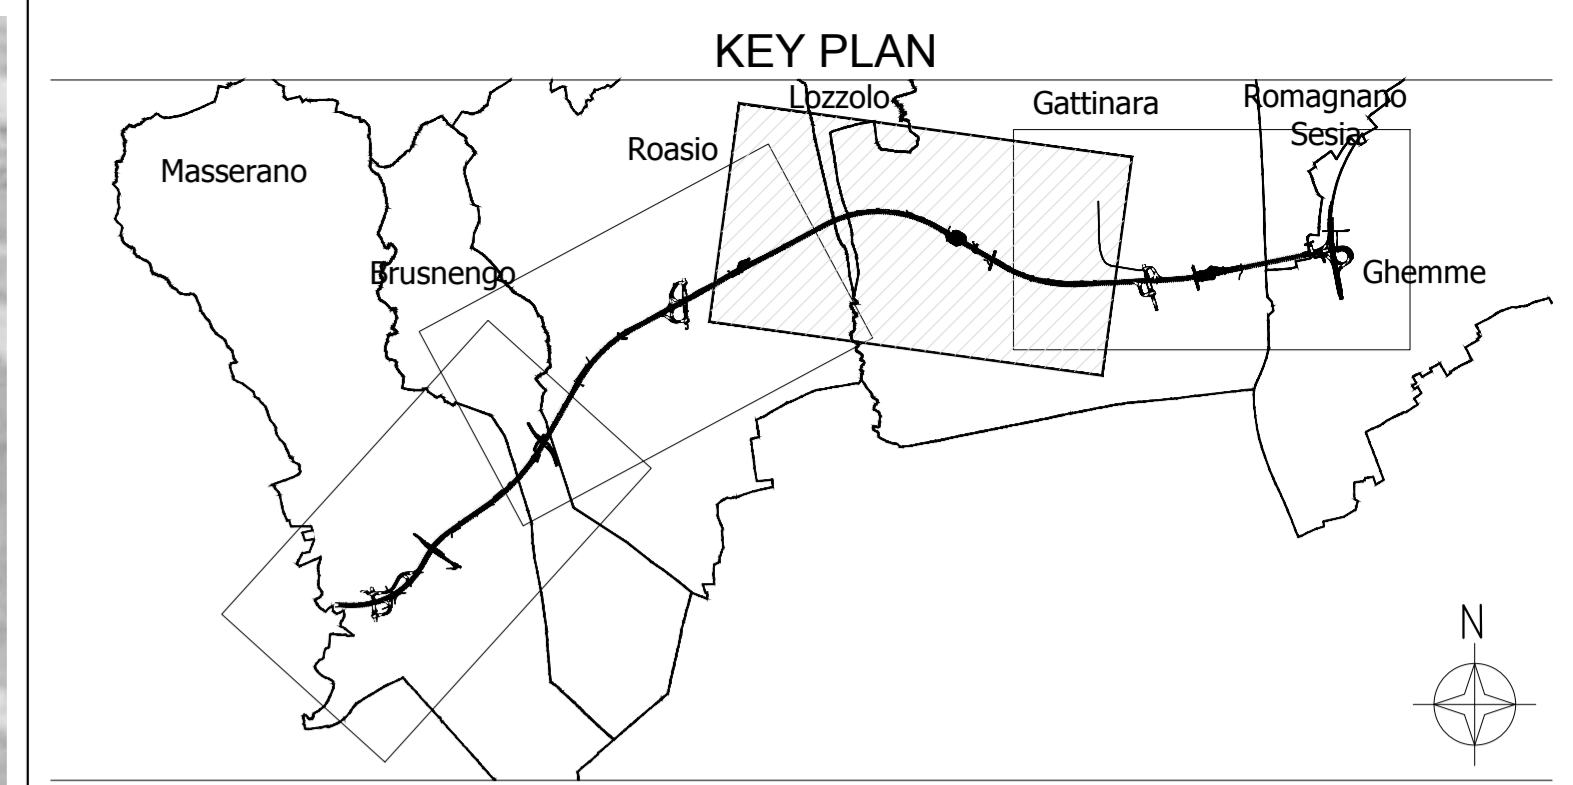 KEY PLAN
Lozzolo
Gattinara
Romagnano
Sesia
Roasio
Masserano
Brusnengo
Ghemme
N